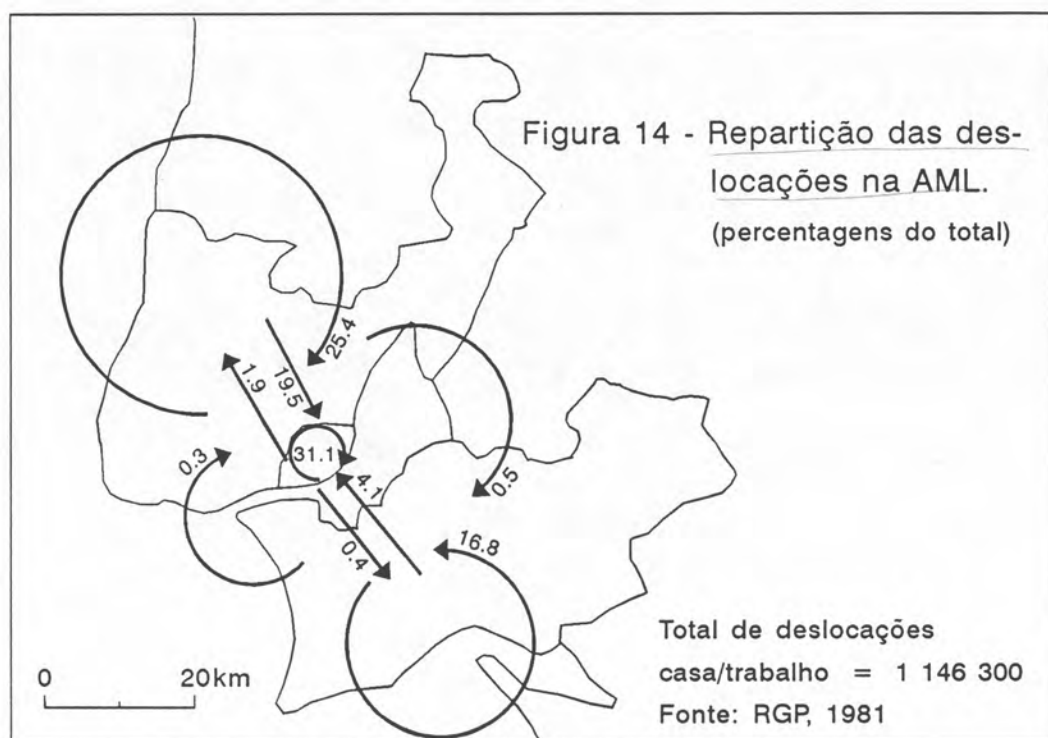 Figura 14 - Repartição das des-
locações na AML.
(percentagens do total)
25.4
1.9
19.5
0.3
31.1
4.1
0.5
0.4
16.8
0
20km
Total de deslocações
casa/trabalho = 1 146 300
Fonte: RGP, 1981